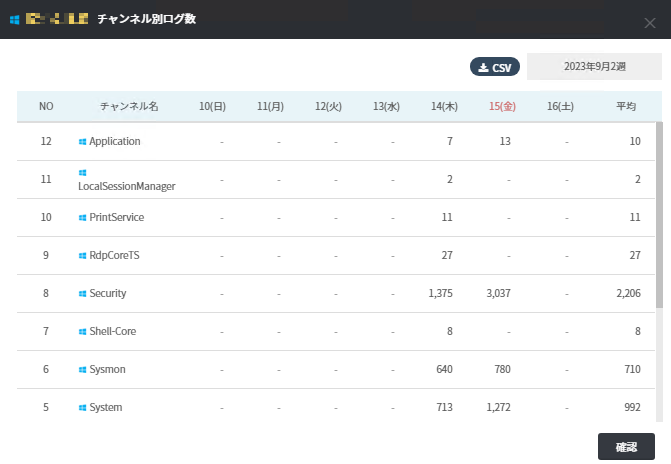 チャンネル別ログ数
CSV 2023年9月2週
NO チャンネル名 10(日) 11(月) 12(火) 13(水) 14(木) 15(金) 16(土) 平均
12 Application - - - - 7 13 - 10
11 LocalSessionManager - - - - 2 - - 2
10 PrintService - - - - 11 - - 11
9 RdpCoreTS - - - - 27 - - 27
8 Security - - - - 1,375 3,037 - 2,206
7 Shell-Core - - - - 8 - - 8
6 Sysmon - - - - 640 780 - 710
5 System - - - - 713 1,272 - 992
確認